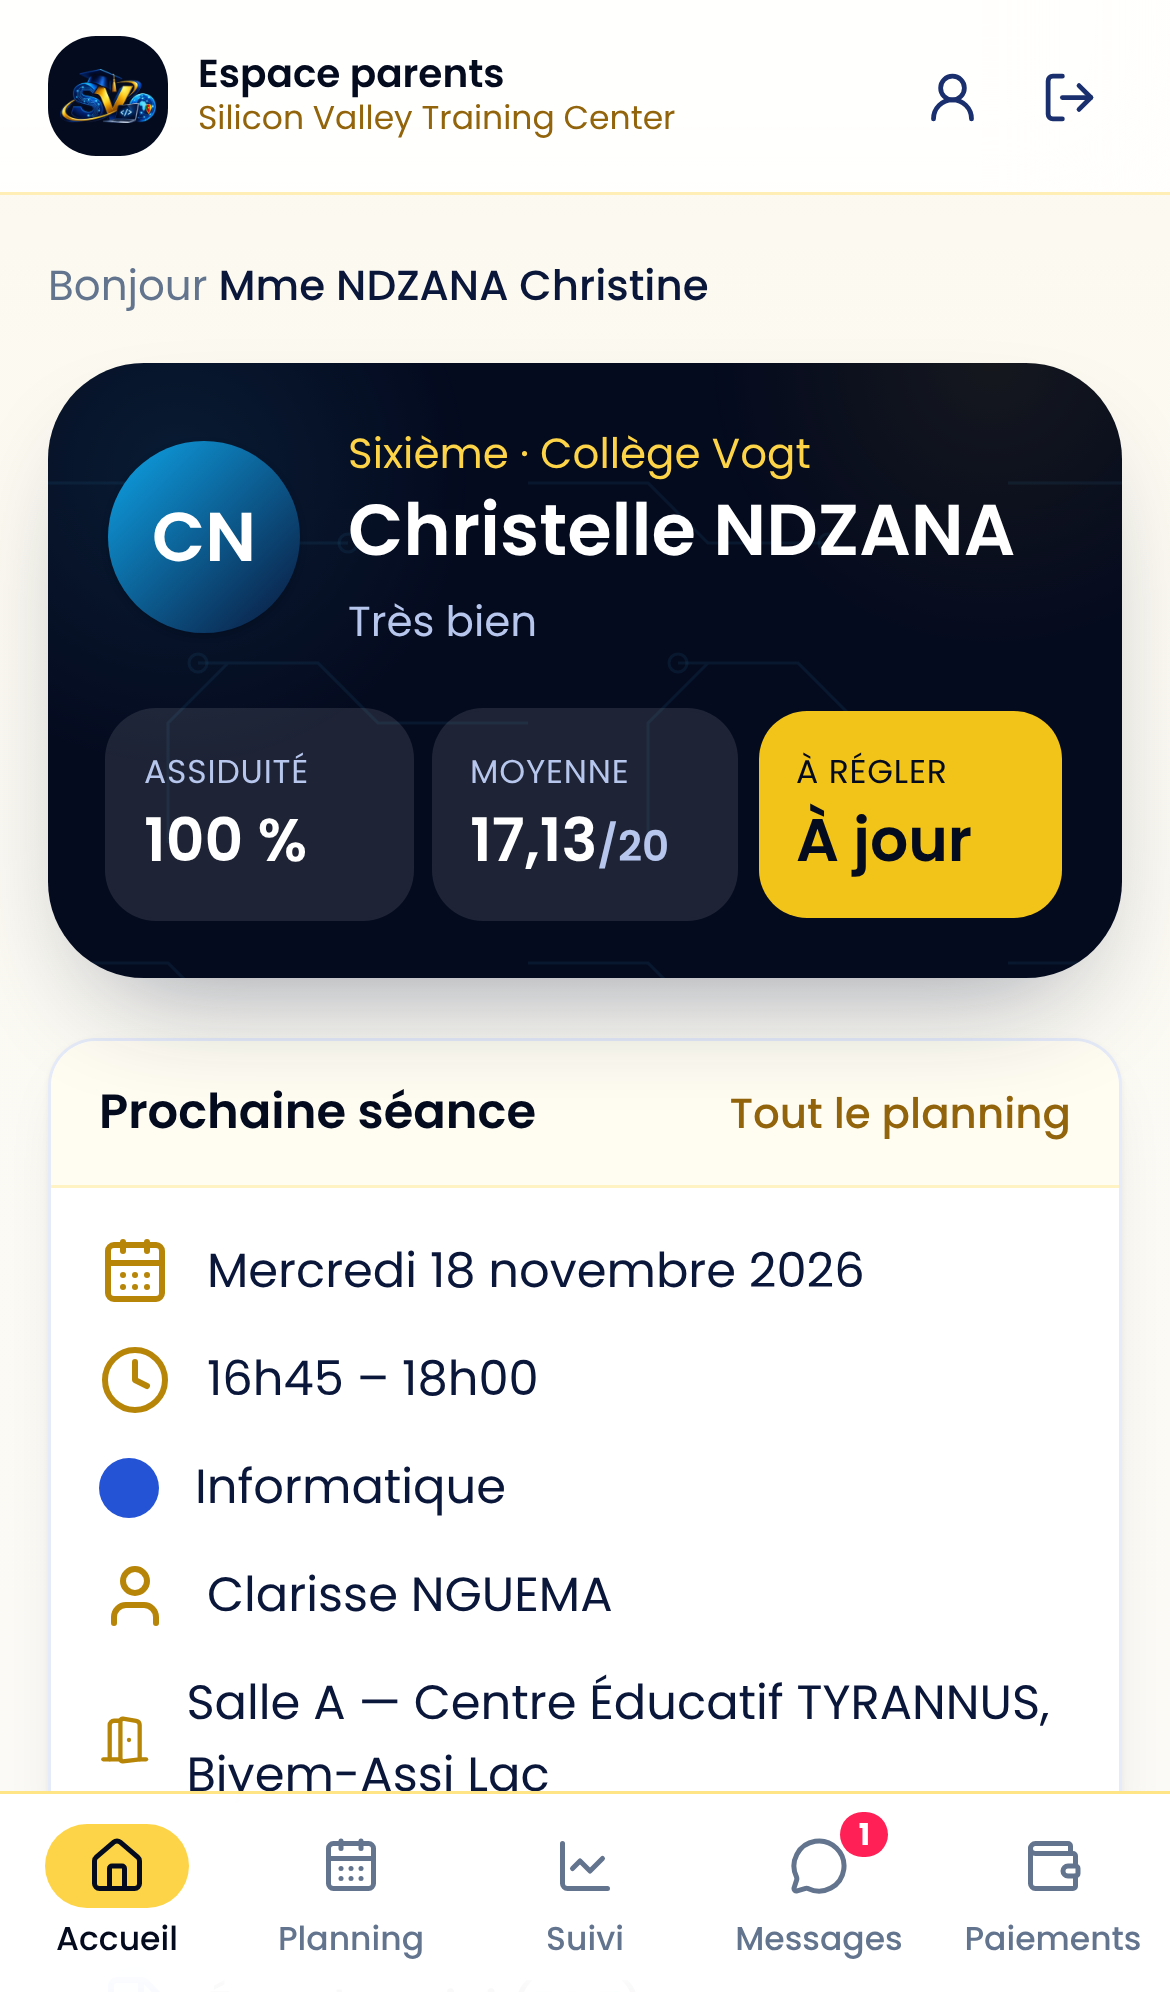 Espace parents
Silicon Valley Training Center
Bonjour Mme NDZANA Christine
Sixième · Collège Vogt
CN
Christelle NDZANA
Très bien
ASSIDUITÉ
100 %
MOYENNE
17,13/20
À RÉGLER
À jour
Prochaine séance
Tout le planning
Mercredi 18 novembre 2026
16h45 – 18h00
Informatique
Clarisse NGUEMA
Salle A — Centre Éducatif TYRANNUS,
Bivem-Assi Lac
1
Accueil
Planning
Suivi
Messages
Paiements